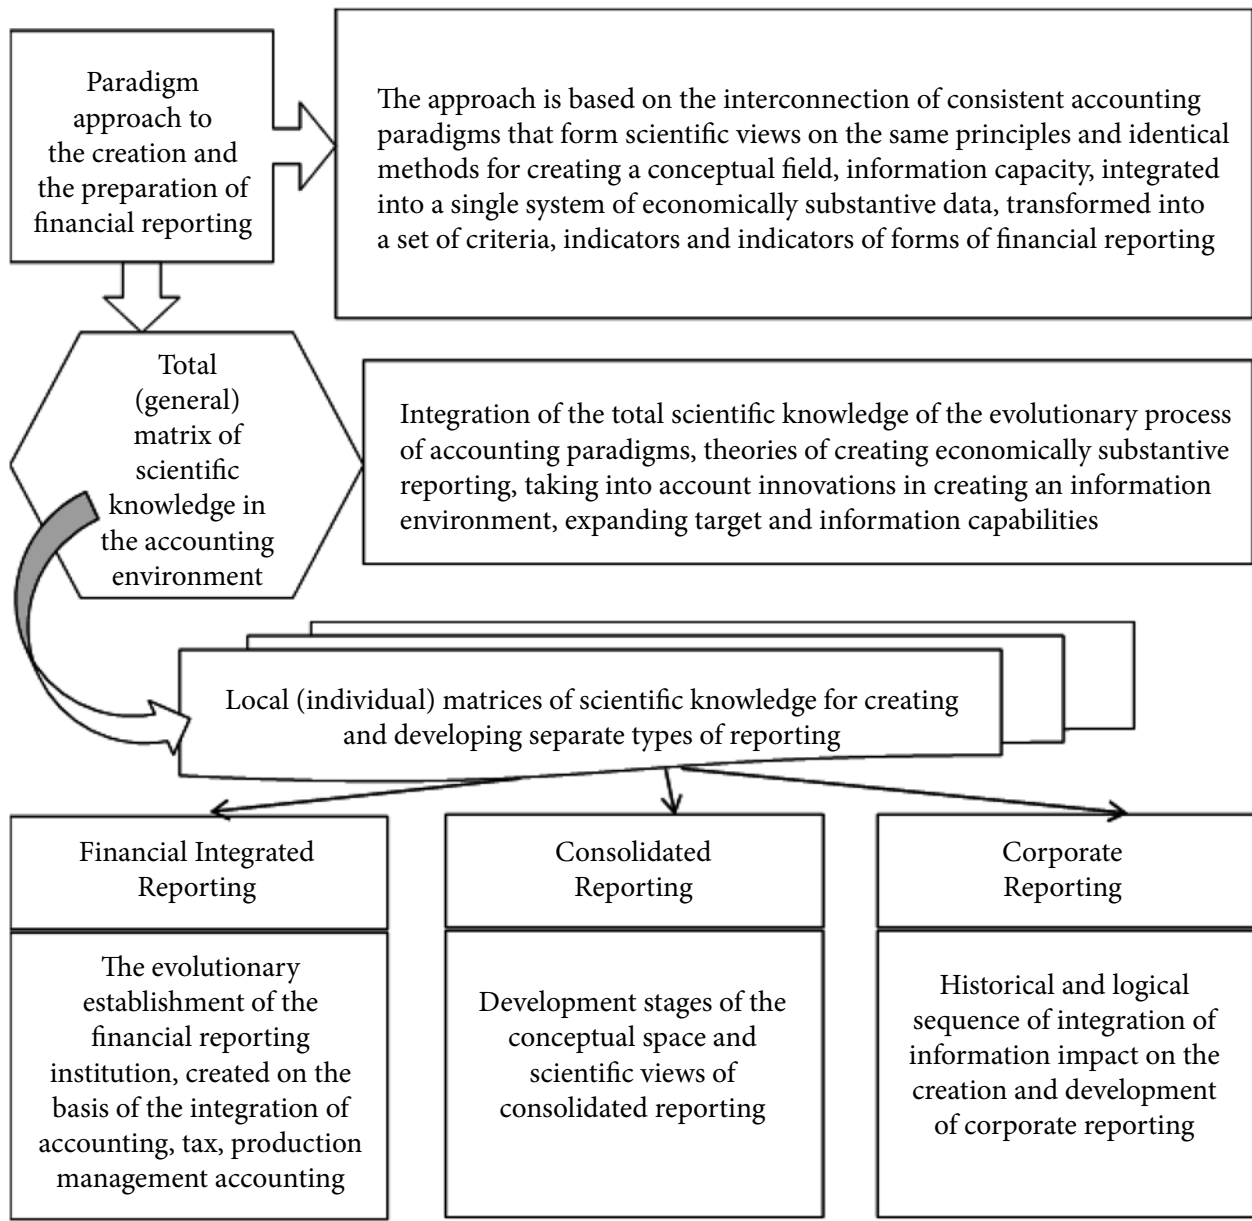 Paradigm
approach to
the creation and
the preparation of
financial reporting
The approach is based on the interconnection of consistent accounting
paradigms that form scientific views on the same principles and identical
methods for creating a conceptual field, information capacity, integrated
into a single system of economically substantive data, transformed into
a set of criteria, indicators and indicators of forms of financial reporting
Total
(general)
matrix of
scientific
knowledge in
the accounting
environment
Integration of the total scientific knowledge of the evolutionary process
of accounting paradigms, theories of creating economically substantive
reporting, taking into account innovations in creating an information
environment, expanding target and information capabilities
Local (individual) matrices of scientific knowledge for creating
and developing separate types of reporting
Financial Integrated
Reporting
The evolutionary
establishment of the
financial reporting
institution, created on the
basis of the integration of
accounting, tax, production
management accounting
Consolidated
Reporting
Development stages of the
conceptual space and
scientific views of
consolidated reporting
Corporate
Reporting
Historical and logical
sequence of integration of
information impact on the
creation and development
of corporate reporting